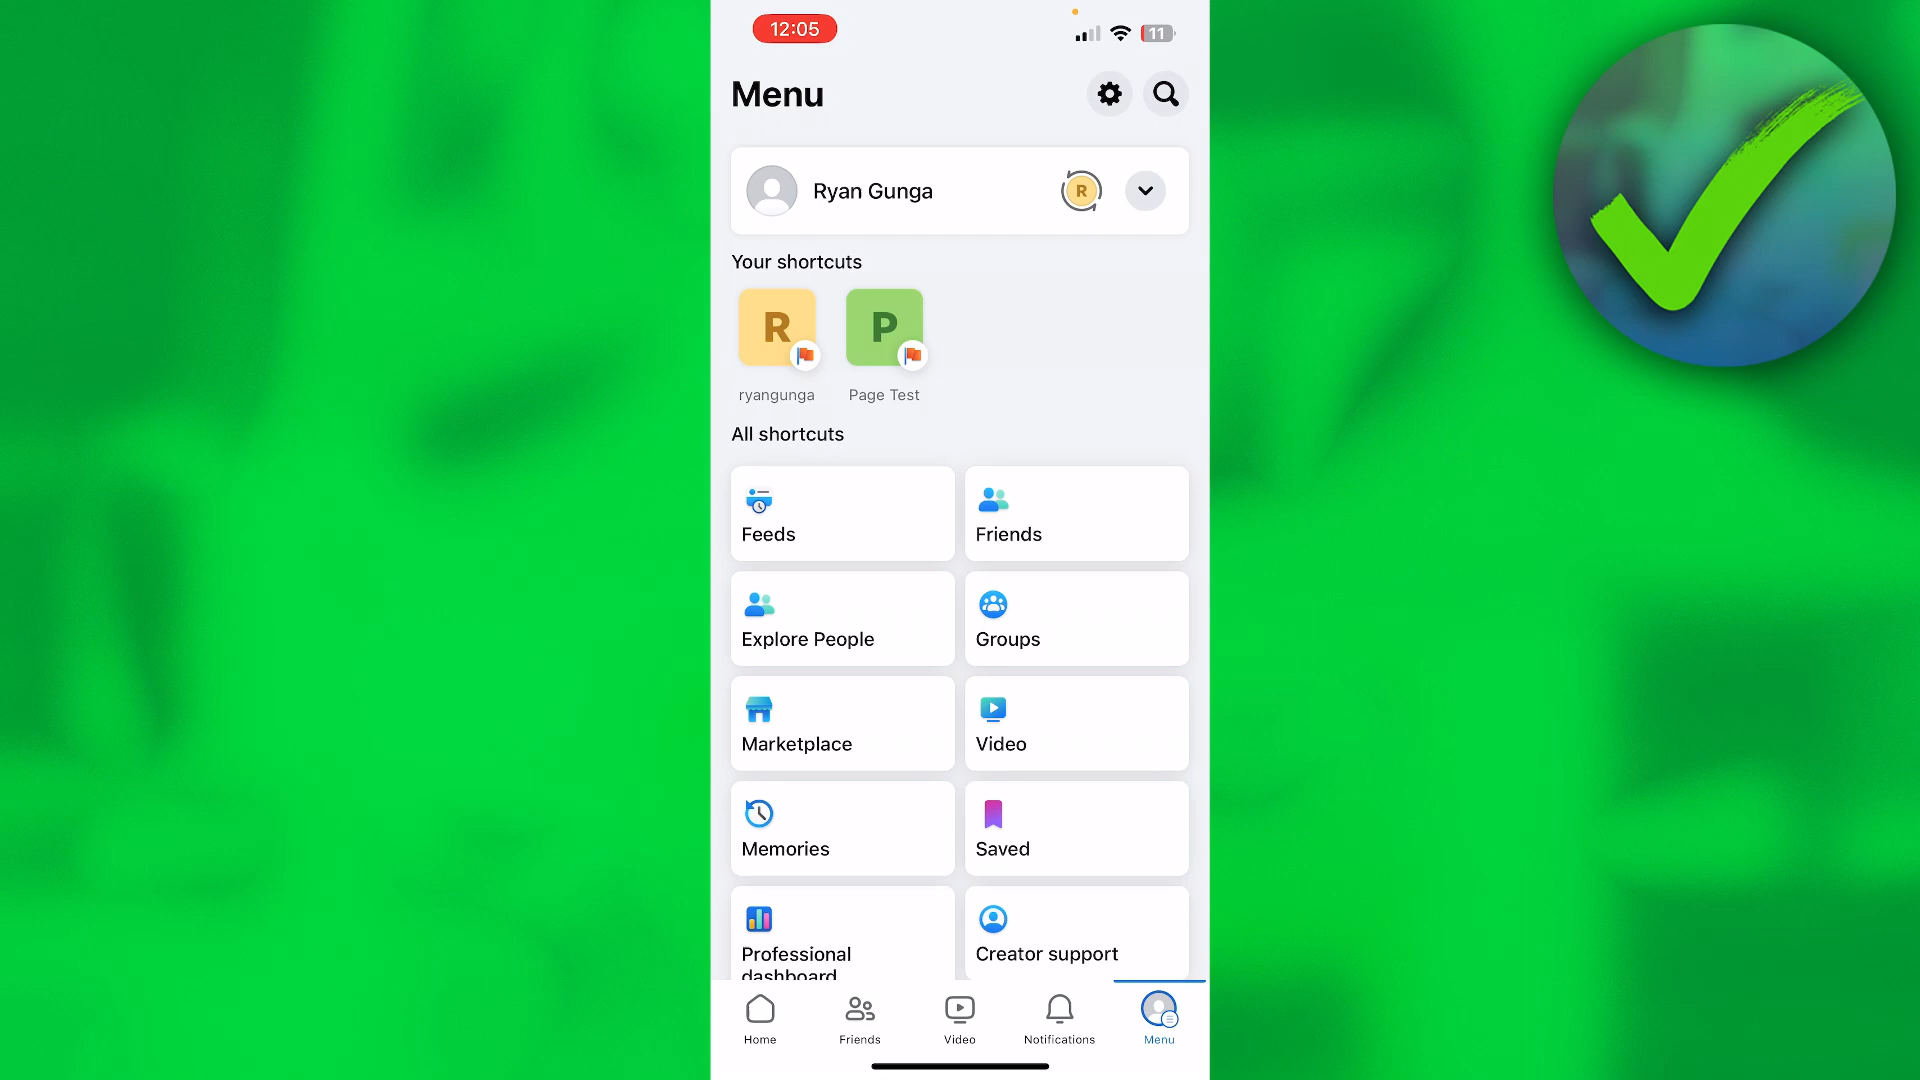 12:05
11
Menu
Ryan Gunga
R
Your shortcuts
R
P
ryangunga
Page Test
All shortcuts
Feeds
Friends
Explore People
Groups
Marketplace
Video
Memories
Saved
Professional
dashboard
Creator support
Home
Friends
Video
Notifications
Menu